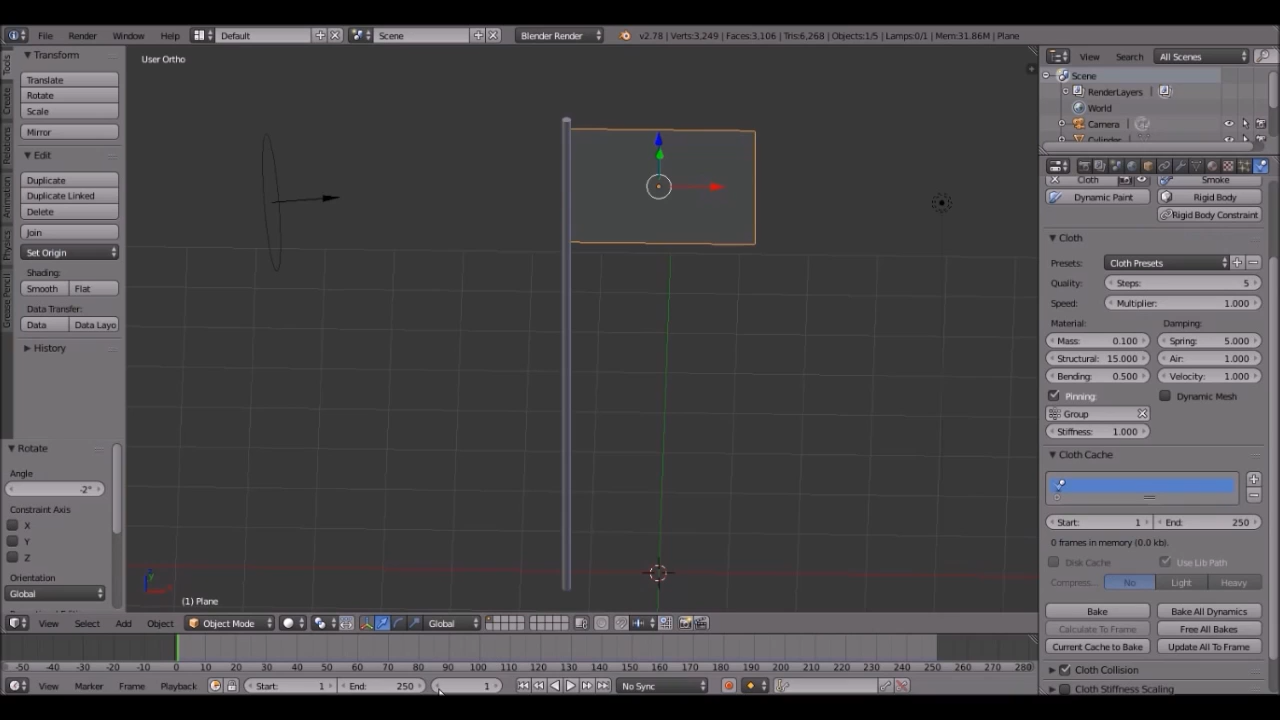 File Render Window Help Default Scene Blender Render v2.78 | Verts:3,249 | Faces:3,106 | Tris:6,268 | Objects:1/5 | Lamps:0/1 | Mem:31.86M | Plane
Tools
Create
Relations
Animation
Physics
Grease Pencil
Transform
Translate
Rotate
Scale
Mirror
Edit
Duplicate
Duplicate Linked
Delete
Join
Set Origin
Shading:
Smooth Flat
Data Transfer:
Data Data Layo
History
Rotate
Angle
-2°
Constraint Axis
X
Y
Z
Orientation
Global
User Ortho
(1) Plane
View Search All Scenes
Scene
RenderLayers
World
Camera
Cloth Smoke
Dynamic Paint Rigid Body
Rigid Body Constraint
Cloth
Presets: Cloth Presets
Quality: Steps: 5
Speed: Multiplier: 1.000
Material: Damping:
Mass: 0.100 Spring: 5.000
Structural: 15.000 Air: 1.000
Bending: 0.500 Velocity: 1.000
Pinning: Dynamic Mesh
Group
Stiffness: 1.000
Cloth Cache
Start: 1 End: 250
0 frames in memory (0.0 kb).
Disk Cache Use Lib Path
Compress... No Light Heavy
Bake Bake All Dynamics
Calculate To Frame Free All Bakes
Current Cache to Bake Update All To Frame
Cloth Collision
Cloth Stiffness Scaling
View Select Add Object Object Mode Global
-50 -40 -30 -20 -10 0 10 20 30 40 50 60 70 80 90 100 110 120 130 140 150 160 170 180 190 200 210 220 230 240 250 260 270 280
View Marker Frame Playback Start: 1 End: 250 1 No Sync